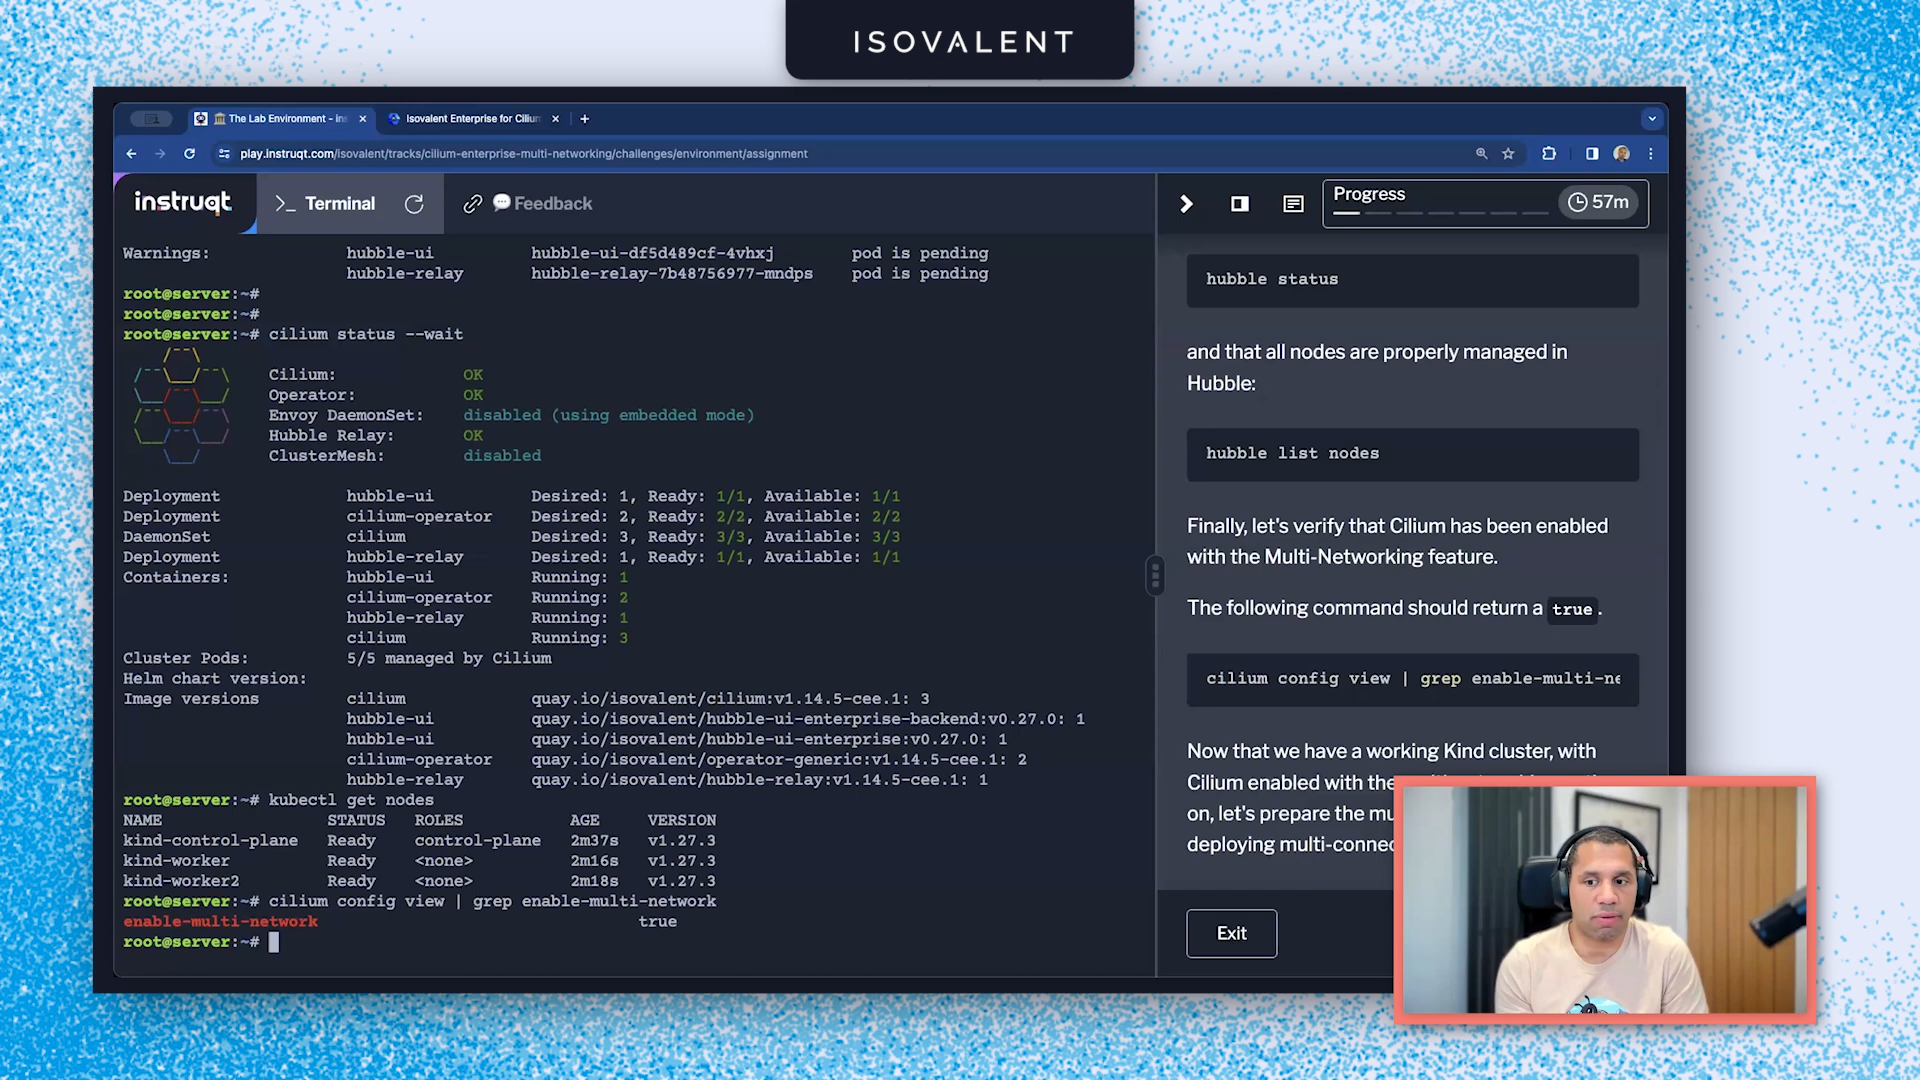 ISOVALENT
The Lab Environment - ins
Isovalent Enterprise for Cilium
play.instruqt.com/isovalent/tracks/cilium-enterprise-multi-networking/challenges/environment/assignment
instruqt
>_ Terminal
Feedback
Progress
57m
Warnings: hubble-ui hubble-ui-df5d489cf-4vhxj pod is pending
hubble-relay hubble-relay-7b48756977-mndps pod is pending
root@server:~#
root@server:~#
root@server:~# cilium status --wait
Cilium: OK
Operator: OK
Envoy DaemonSet: disabled (using embedded mode)
Hubble Relay: OK
ClusterMesh: disabled
Deployment hubble-ui Desired: 1, Ready: 1/1, Available: 1/1
Deployment cilium-operator Desired: 2, Ready: 2/2, Available: 2/2
DaemonSet cilium Desired: 3, Ready: 3/3, Available: 3/3
Deployment hubble-relay Desired: 1, Ready: 1/1, Available: 1/1
Containers: hubble-ui Running: 1
cilium-operator Running: 2
hubble-relay Running: 1
cilium Running: 3
Cluster Pods: 5/5 managed by Cilium
Helm chart version:
Image versions cilium quay.io/isovalent/cilium:v1.14.5-cee.1: 3
hubble-ui quay.io/isovalent/hubble-ui-enterprise-backend:v0.27.0: 1
hubble-ui quay.io/isovalent/hubble-ui-enterprise:v0.27.0: 1
cilium-operator quay.io/isovalent/operator-generic:v1.14.5-cee.1: 2
hubble-relay quay.io/isovalent/hubble-relay:v1.14.5-cee.1: 1
root@server:~# kubectl get nodes
NAME STATUS ROLES AGE VERSION
kind-control-plane Ready control-plane 2m37s v1.27.3
kind-worker Ready <none> 2m16s v1.27.3
kind-worker2 Ready <none> 2m18s v1.27.3
root@server:~# cilium config view | grep enable-multi-network
enable-multi-network true
root@server:~#
hubble status
and that all nodes are properly managed in
Hubble:
hubble list nodes
Finally, let's verify that Cilium has been enabled
with the Multi-Networking feature.
The following command should return a true.
cilium config view | grep enable-multi-ne
Now that we have a working Kind cluster, with
Cilium enabled with the
on, let's prepare the mu
deploying multi-connec
Exit